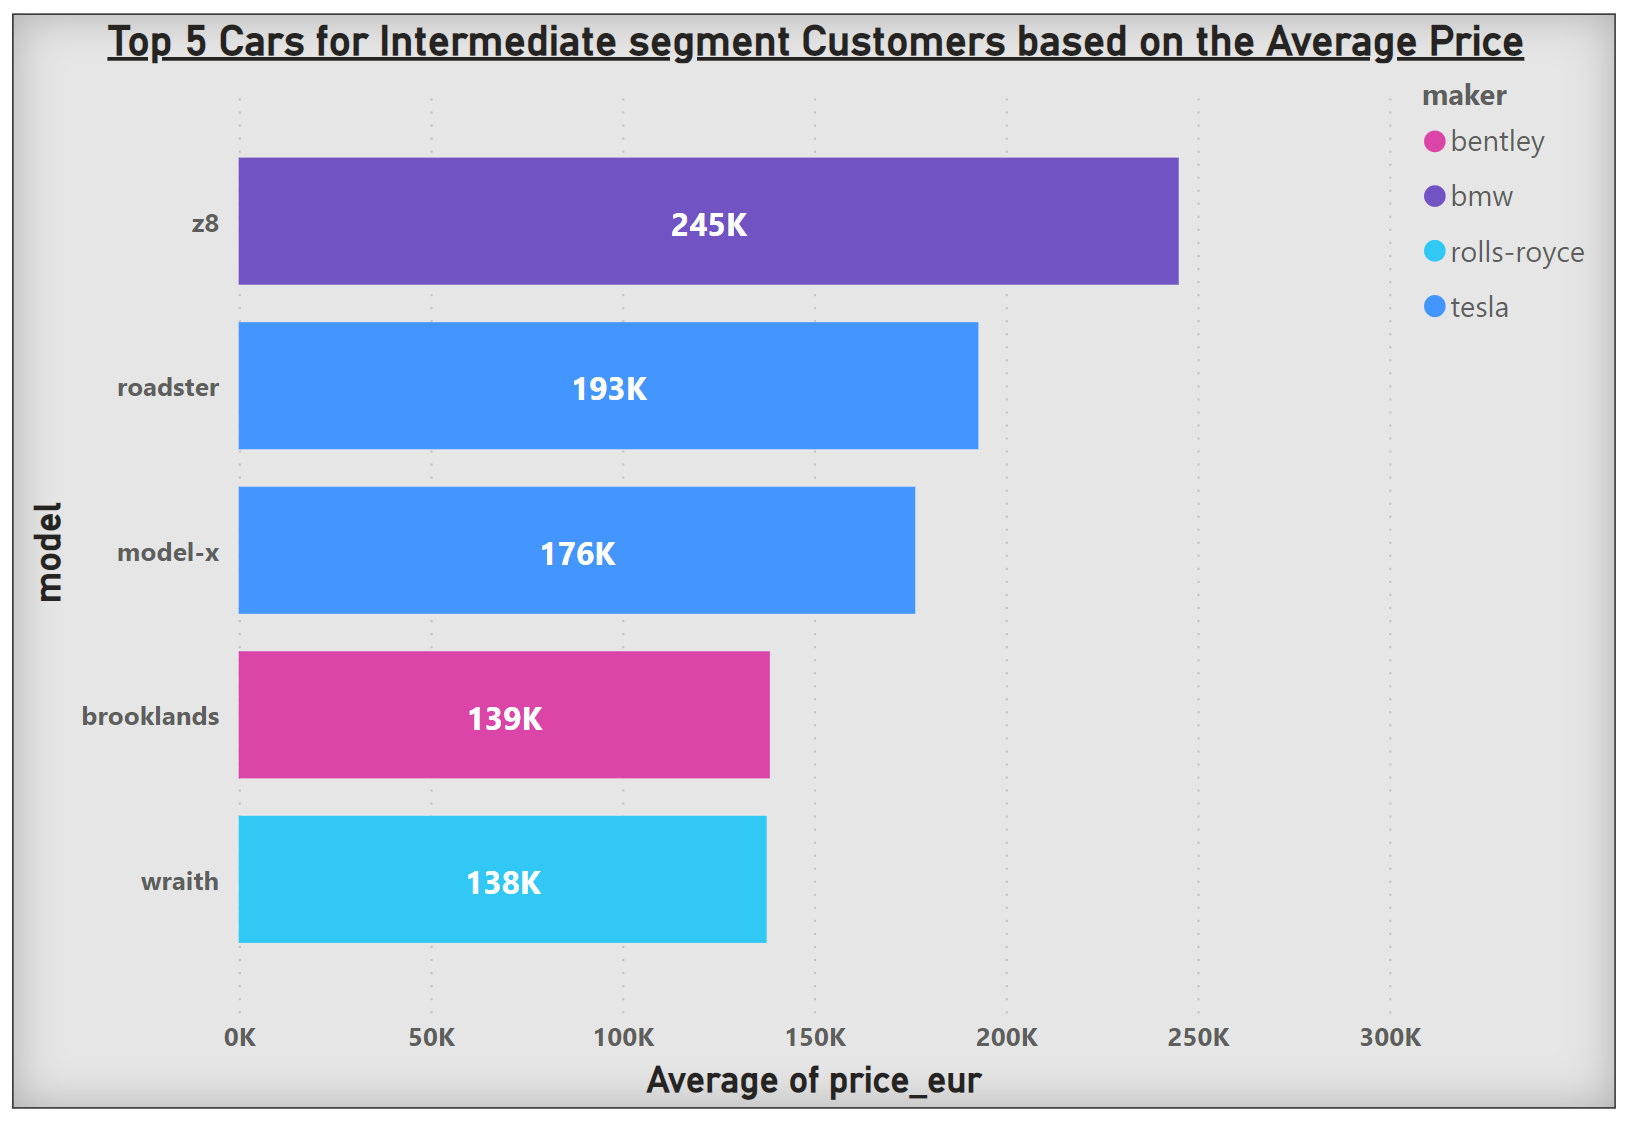 Top 5 Cars for Intermediate segment Customers based on the Average Price
maker
bentley
bmw
rolls-royce
tesla
model
z8 245K
roadster 193K
model-x 176K
brooklands 139K
wraith 138K
0K 50K 100K 150K 200K 250K 300K
Average of price_eur